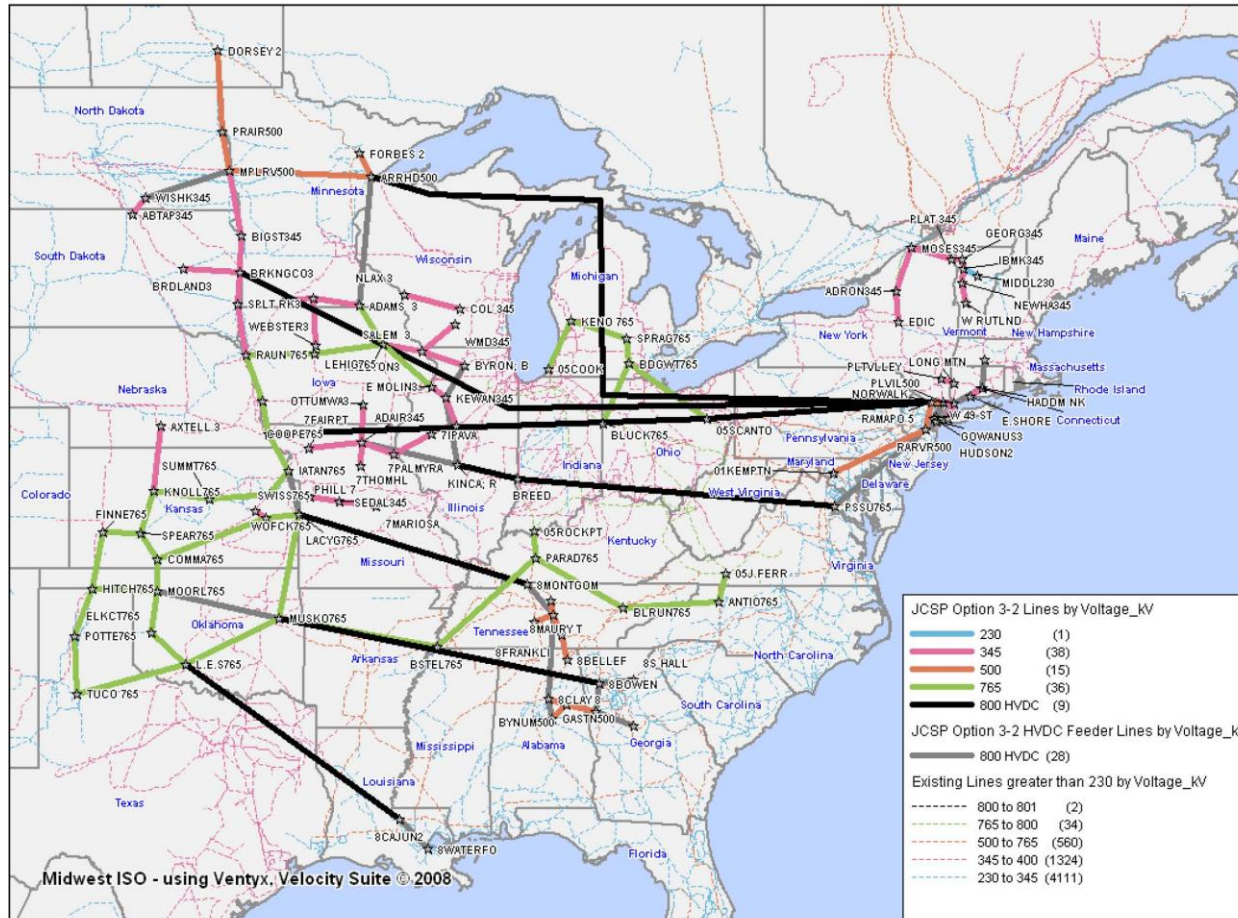 DORSEY 2
North Dakota
PRAIR500
FORBES 2
MPLRV500
ARRHD500
Minnesota
WISHK345
ABTAP345
PLAT 345
GEORG345
BIGST345
MOSES345
IBMK345
Maine
South Dakota
Wisconsin
Michigan
BRKNGCO3
NLAX 3
MIDDL230
BRDLAND3
ADRON345
NEWHA345
SPLT RK3
ADAMS 3
COL 345
KENO 765
EDIC
W RUTLND
WEBSTER3
SALEM 3
WMD345
SPRAG765
New York
Vermont
New Hampshire
RAUN 765
LEHIG765
BYRON; B
05COOK
BDGWT765
LONG MTN
PLTVLLEY
Massachusetts
Nebraska
Iowa
E MOLIN3
PLVIL500
Rhode Island
OTTUMWA3
KEWAN345
NORWALK
HADDM NK
7FAIRPT
ADAIR345
Connecticut
AXTELL 3
COOPE765
7IPAVA
BLUCK765
05SCANTO
RAMAPO 5
W 49-ST
E.SHORE
Pennsylvania
GOWANUS3
Ohio
RARVR500
HUDSON2
SUMMT765
IATAN765
7PALMYRA
Indiana
01KEMPTN
Maryland
New Jersey
7THOMHL
KINCA; R
BREED
West Virginia
Delaware
Colorado
KNOLL765
SWISS765
PHILL 7
SEDAL345
PSSU765
Kansas
Illinois
7MARIOSA
FINNE765
SPEAR765
WOFCK765
LACYG765
05ROCKPT
Kentucky
COMMA765
Missouri
PARAD765
Virginia
05J.FERR
HITCH765
MOORL765
8MONTGOM
ANTIO765
BLRUN765
ELKCT765
Oklahoma
MUSKO765
Tennessee
8MAURY T
POTTE765
Arkansas
BSTEL765
8FRANKLI
North Carolina
L.E.S765
8BELLEF
8S HALL
TUCO 765
8BOWEN
South Carolina
8CLAY 8
BYNUM500
GASTN500
Mississippi
Alabama
Georgia
Louisiana
Texas
8CAJUN2
8WATERFO
Florida
Midwest ISO - using Ventyx, Velocity Suite © 2008
JCSP Option 3-2 Lines by Voltage_kV
230 (1)
345 (38)
500 (15)
765 (36)
800 HVDC (9)
JCSP Option 3-2 HVDC Feeder Lines by Voltage_k
800 HVDC (28)
Existing Lines greater than 230 by Voltage_kV
800 to 801 (2)
765 to 800 (34)
500 to 765 (560)
345 to 400 (1324)
230 to 345 (4111)